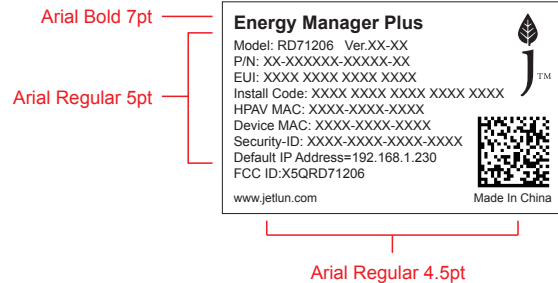 Arial Bold 7pt
Energy Manager Plus
Arial Regular 5pt
Model: RD71206 Ver.XX-XX
P/N: XX-XXXXXX-XXXXX-XX
EUI: XXXX XXXX XXXX XXXX
Install Code: XXXX XXXX XXXX XXXX XXXX
HPAV MAC: XXXX-XXXX-XXXX
Device MAC: XXXX-XXXX-XXXX
Security-ID: XXXX-XXXX-XXXX-XXXX
Default IP Address=192.168.1.230
FCC ID:X5QRD71206
J TM
www.jetlun.com
Made In China
Arial Regular 4.5pt